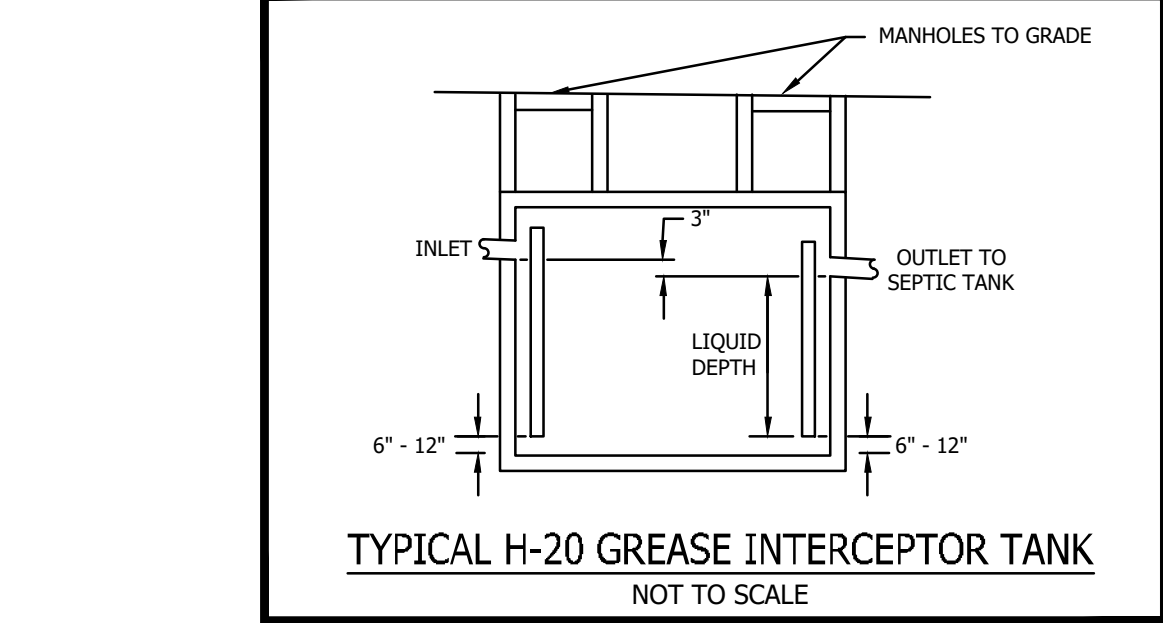 MANHOLES TO GRADE
3"
INLET
OUTLET TO
SEPTIC TANK
LIQUID
DEPTH
6" - 12"
6" - 12"
TYPICAL H-20 GREASE INTERCEPTOR TANK
NOT TO SCALE